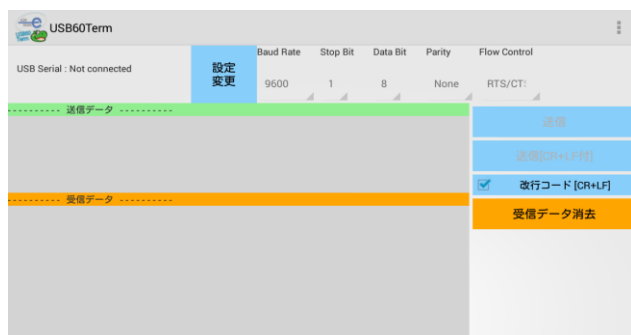 USB60Term
USB Serial : Not connected
設定
変更
Baud Rate Stop Bit Data Bit Parity Flow Control
9600 1 8 None RTS/CT
---------- 送信データ ----------
送信
送信[CR+LF付]
改行コード [CR+LF]
---------- 受信データ ----------
受信データ消去